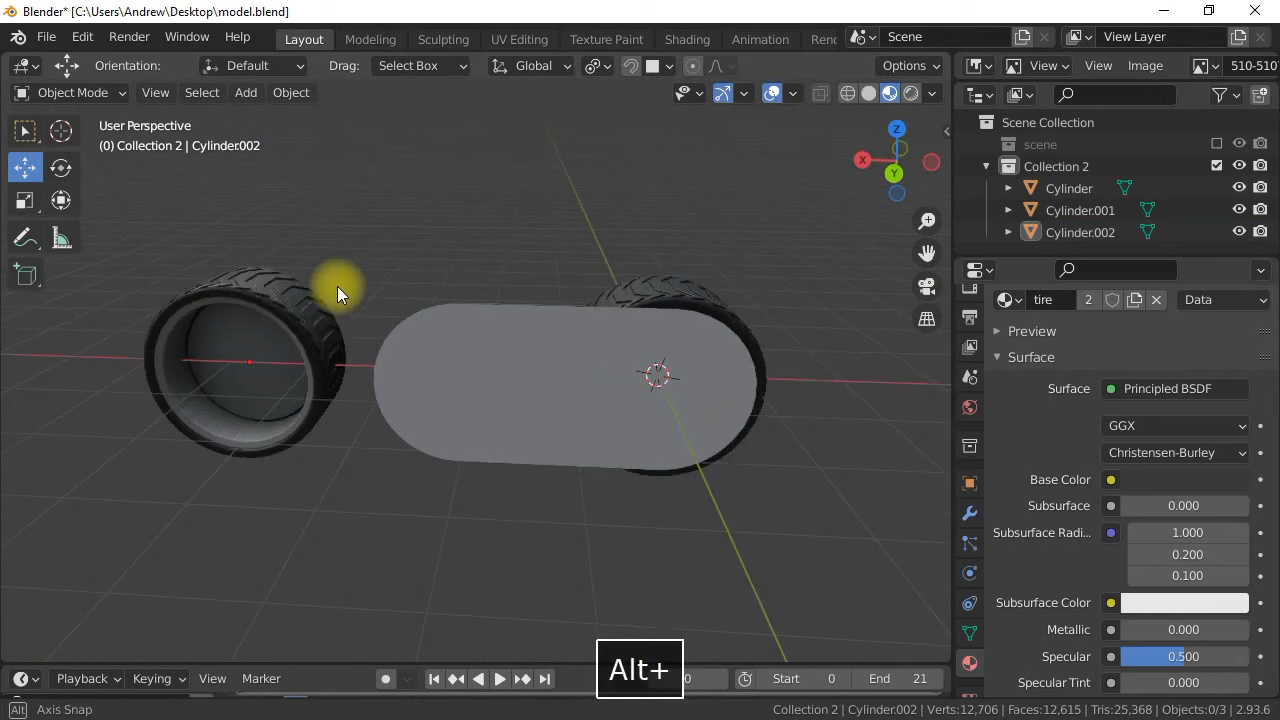 Blender* [C:\Users\Andrew\Desktop\model.blend]
File Edit Render Window Help Layout Modeling Sculpting UV Editing Texture Paint Shading Animation Scene View Layer
Orientation: Default Drag: Select Box Global Options View View Image 510-510
Object Mode View Select Add Object
User Perspective
(0) Collection 2 | Cylinder.002
Z
X
Y
Scene Collection
scene
Collection 2
Cylinder
Cylinder.001
Cylinder.002
tire 2 Data
Preview
Surface
Surface Principled BSDF
GGX
Christensen-Burley
Base Color
Subsurface 0.000
Subsurface Radi... 1.000
0.200
0.100
Subsurface Color
Metallic 0.000
Specular 0.500
Specular Tint 0.000
Alt+
Playback Keying View Marker 0 Start 0 End 21
Alt Axis Snap Collection 2 | Cylinder.002 | Verts:12,706 | Faces:12,615 | Tris:25,368 | Objects:0/3 | 2.93.6